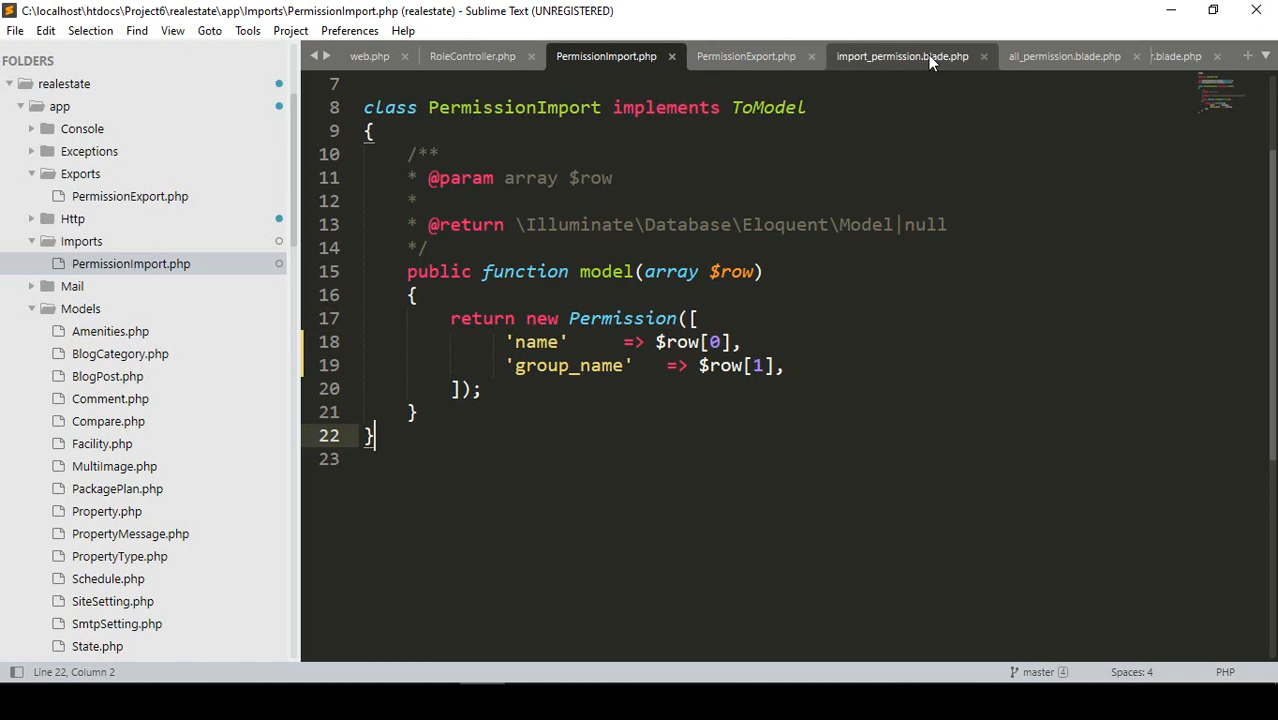 C:\localhost\htdocs\Project6\realestate\app\Imports\PermissionImport.php (realestate) - Sublime Text (UNREGISTERED)
File Edit Selection Find View Goto Tools Project Preferences Help
FOLDERS
realestate
app
Console
Exceptions
Exports
PermissionExport.php
Http
Imports
PermissionImport.php
Mail
Models
Amenities.php
BlogCategory.php
BlogPost.php
Comment.php
Compare.php
Facility.php
MultiImage.php
PackagePlan.php
Property.php
PropertyMessage.php
PropertyType.php
Schedule.php
SiteSetting.php
SmtpSetting.php
State.php
web.php RoleController.php PermissionImport.php PermissionExport.php import_permission.blade.php all_permission.blade.php r.blade.php
7
8 class PermissionImport implements ToModel
9 {
10 /**
11 * @param array $row
12 *
13 * @return \Illuminate\Database\Eloquent\Model|null
14 */
15 public function model(array $row)
16 {
17 return new Permission([
18 'name' => $row[0],
19 'group_name' => $row[1],
20 ]);
21 }
22 }
23
Line 22, Column 2 master 4 Spaces: 4 PHP